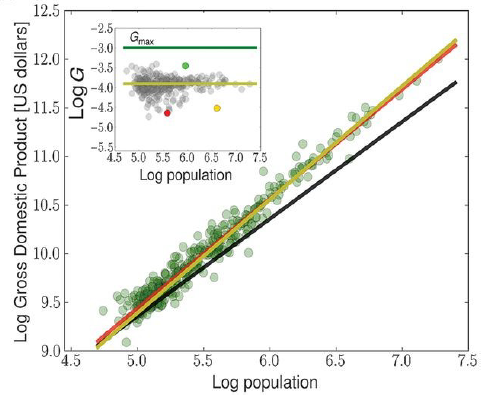 Log Gross Domestic Product [US dollars]
12.5
12.0
11.5
11.0
10.5
10.0
9.5
9.0
4.5 5.0 5.5 6.0 6.5 7.0 7.5
Log population
Log G
-2.5
-3.0
-3.5
-4.0
-4.5
-5.0
-5.5
Gmax
4.5 5.0 5.5 6.0 6.5 7.0 7.5
Log population